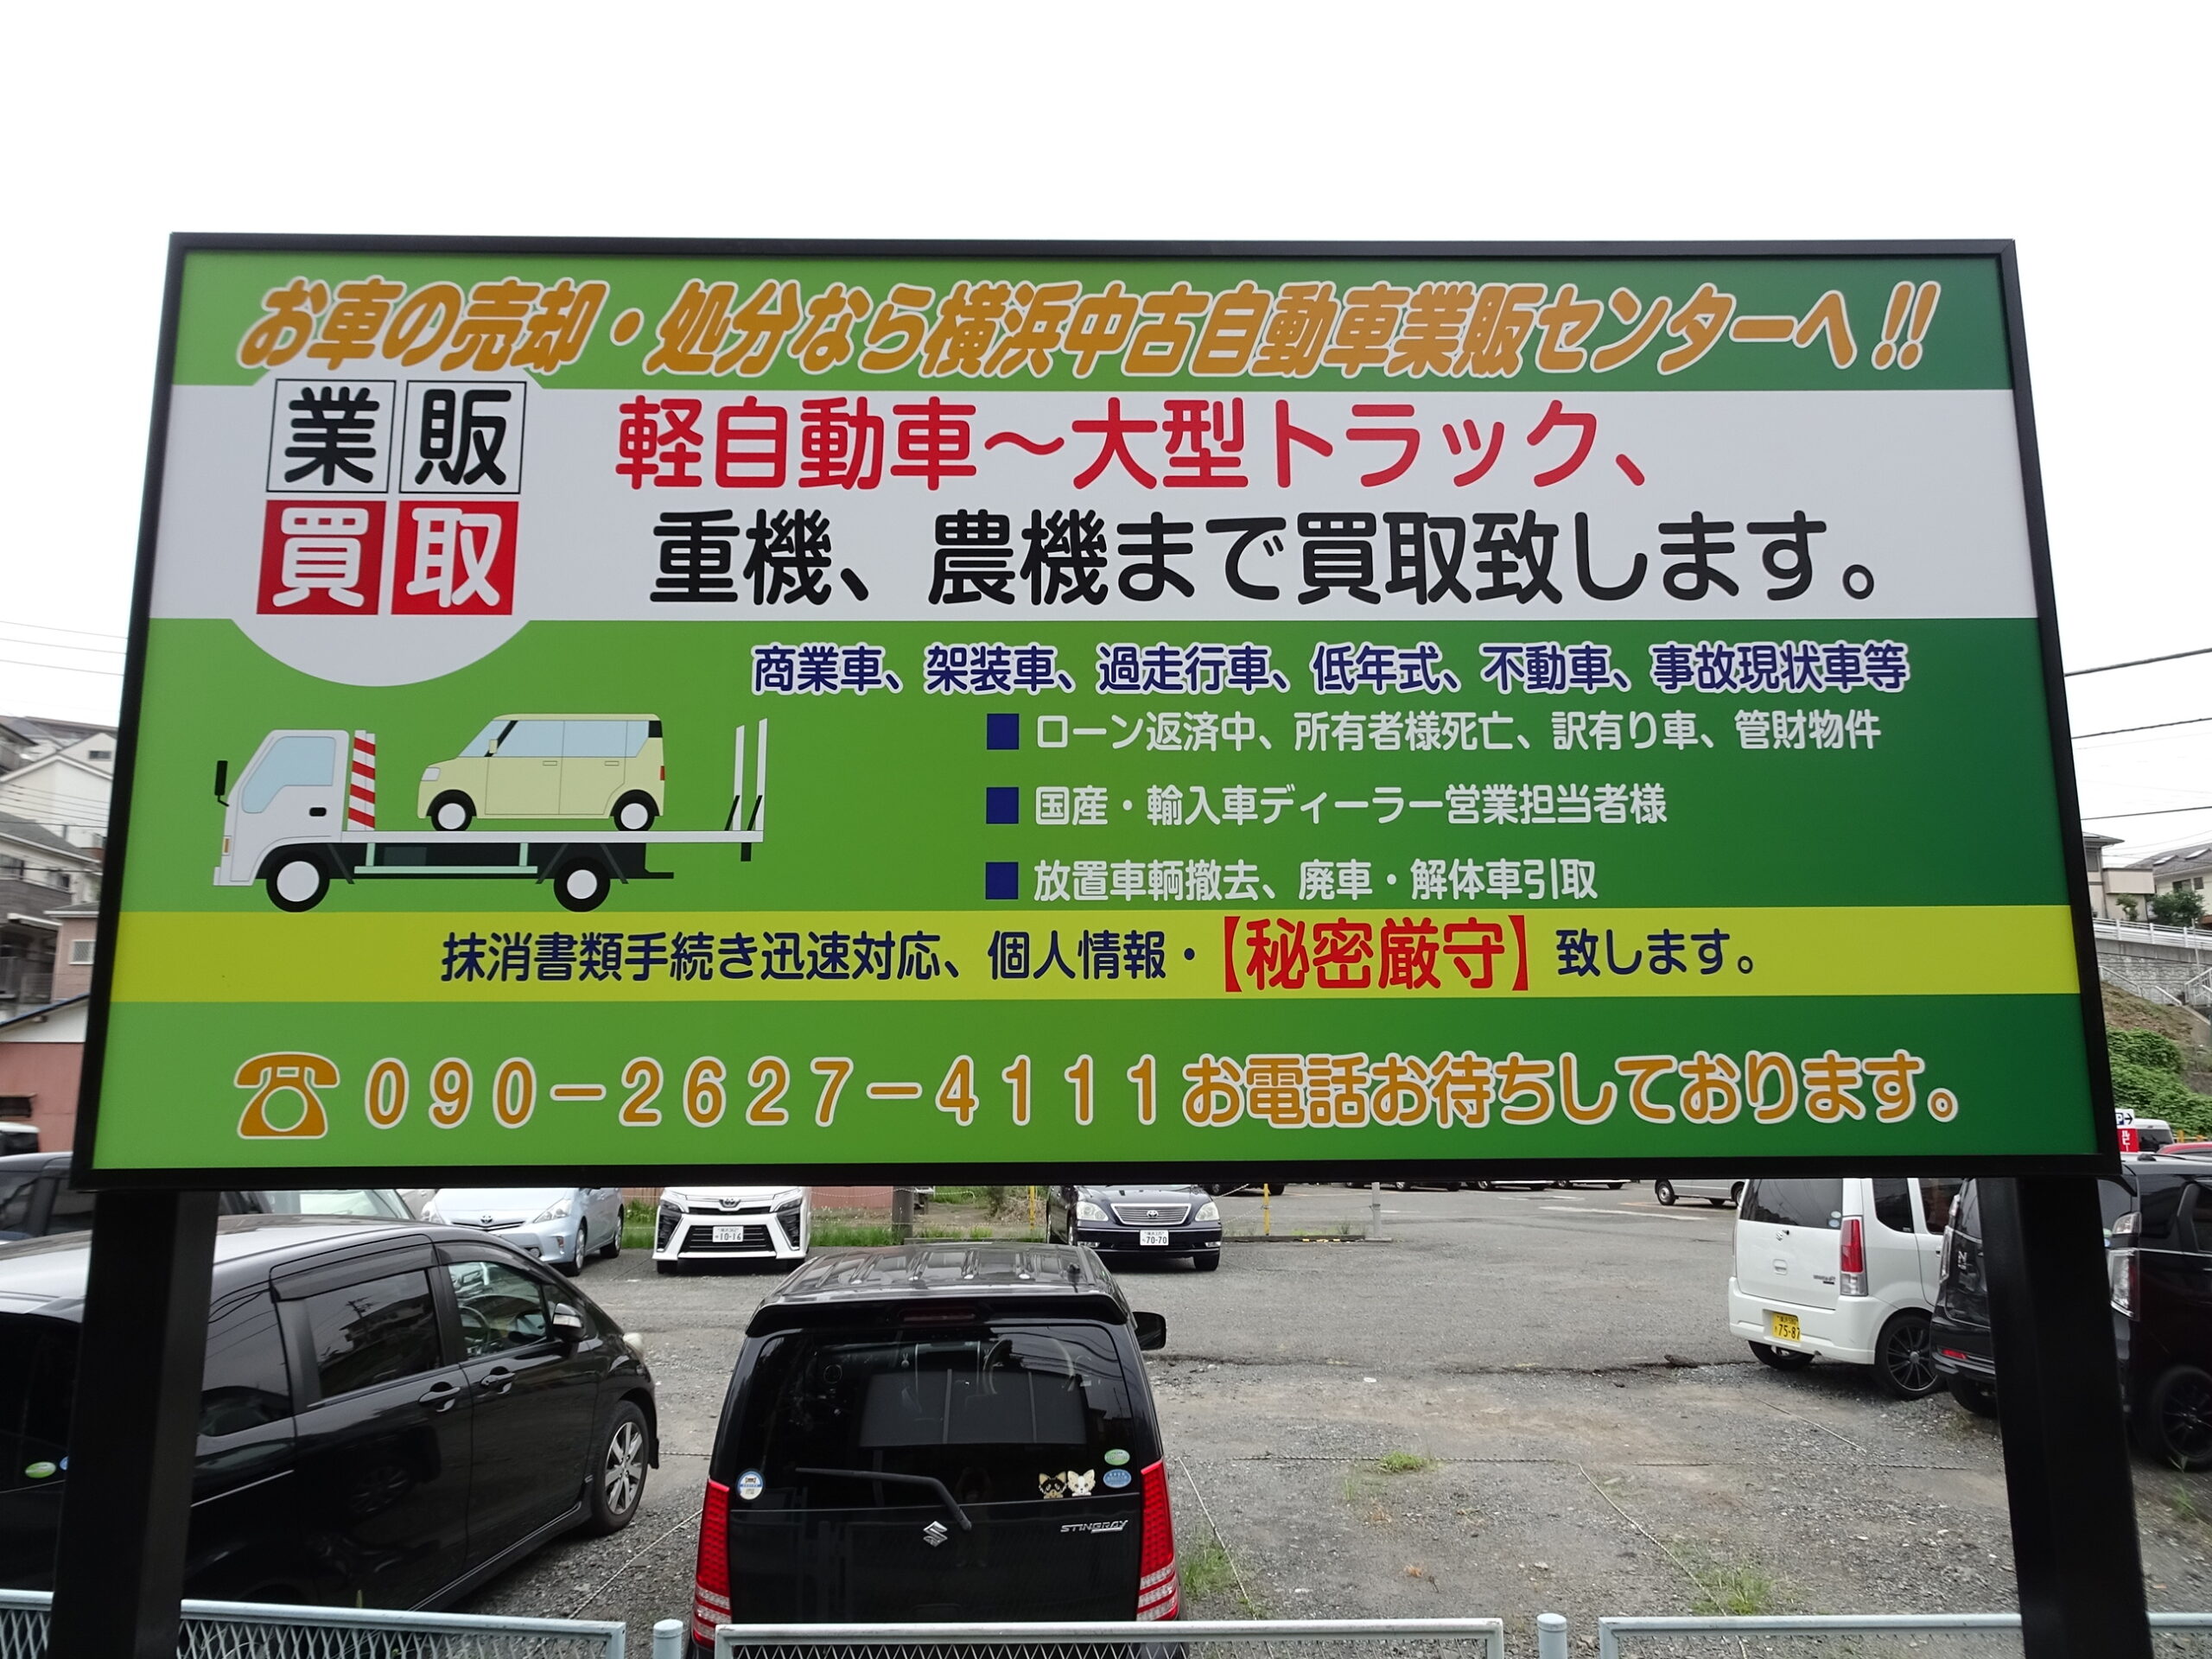 お車の売却・処分なら横浜中古自動車業販センターへ!!
業販
買取
軽自動車～大型トラック、
重機、農機まで買取致します。
商業車、架装車、過走行車、低年式、不動車、事故現状車等
■ ローン返済中、所有者様死亡、訳有り車、管財物件
■ 国産・輸入車ディーラー営業担当者様
■ 放置車輌撤去、廃車・解体車引取
抹消書類手続き迅速対応、個人情報・【秘密厳守】致します。
☎090-2627-4111お電話お待ちしております。
10-16
70-70
75-87
STINGRAY